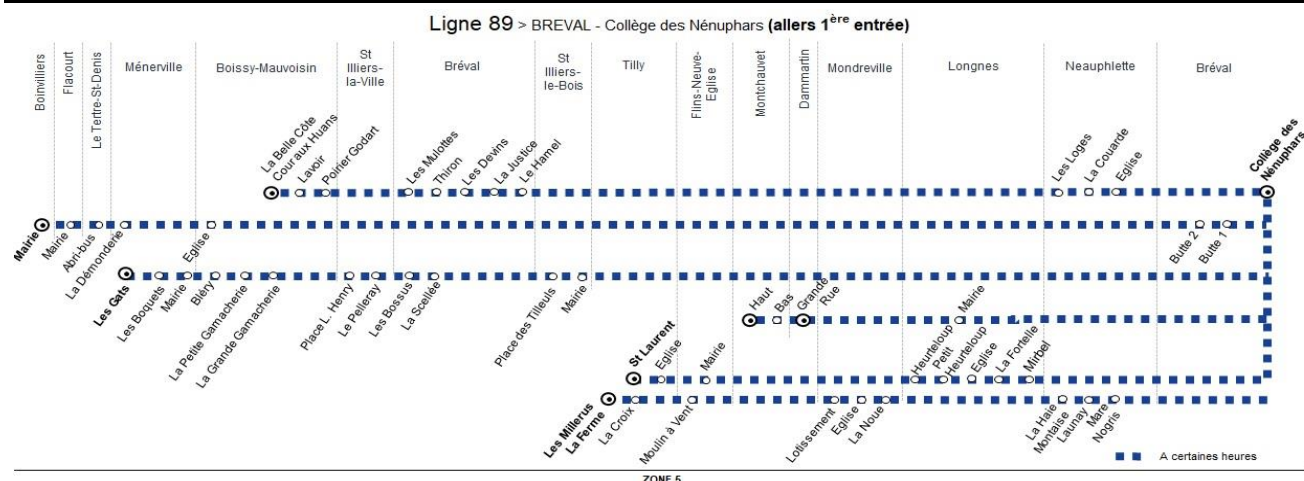 Ligne 89 > BREVAL - Collège des Nénuphars (allers 1ère entrée)
Boinvilliers
Flacourt
Le Tertre-St-Denis
Ménerville
Boissy-Mauvoisin
St
Illiers-
la-Ville
Bréval
St
Illiers-
le-Bois
Tilly
Flins-Neuve-
Eglise
Montchauvet
Dammartin
Mondreville
Longnes
Neauphlette
Bréval
La Belle Côte
Cour aux Huans
Lavoir
Poirier Godart
Les Mulottes
Thiron
Les Devins
La Justice
Le Hamel
Les Loges
La Couarde
Eglise
Collège des
Nénuphars
Mairie
Mairie
Abri-bus
La Démonderie
Eglise
Butte 2
Butte 1
Les Gats
Les Boquets
Mairie
Bléry
La Petite Gamacherie
La Grande Gamacherie
Place L. Henry
Le Pelleray
Les Bossus
La Scellée
Place des Tilleuls
Mairie
Haut
Bas
Grande
Rue
Mairie
St Laurent
Eglise
Mairie
Heurteloup
Petit
Heurteloup
Eglise
La Fortelle
Mirbel
Les Millerus
La Ferme
La Croix
Moulin à Vent
Lotissement
Eglise
La Noue
La Haie
Montaise
Launay
Mare
Nogris
A certaines heures
ZONE 5